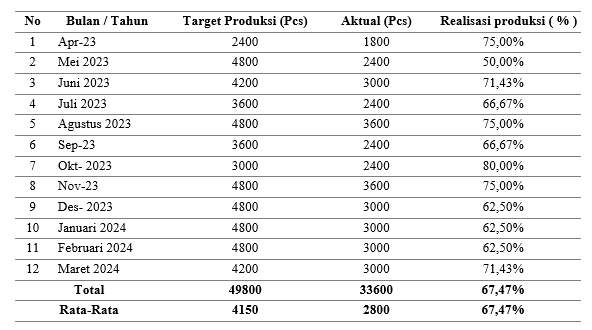 No Bulan / Tahun Target Produksi (Pcs) Aktual (Pcs) Realisasi produksi ( % )
1 Apr-23 2400 1800 75,00%
2 Mei 2023 4800 2400 50,00%
3 Juni 2023 4200 3000 71,43%
4 Juli 2023 3600 2400 66,67%
5 Agustus 2023 4800 3600 75,00%
6 Sep-23 3600 2400 66,67%
7 Okt- 2023 3000 2400 80,00%
8 Nov-23 4800 3600 75,00%
9 Des- 2023 4800 3000 62,50%
10 Januari 2024 4800 3000 62,50%
11 Februari 2024 4800 3000 62,50%
12 Maret 2024 4200 3000 71,43%
Total 49800 33600 67,47%
Rata-Rata 4150 2800 67,47%